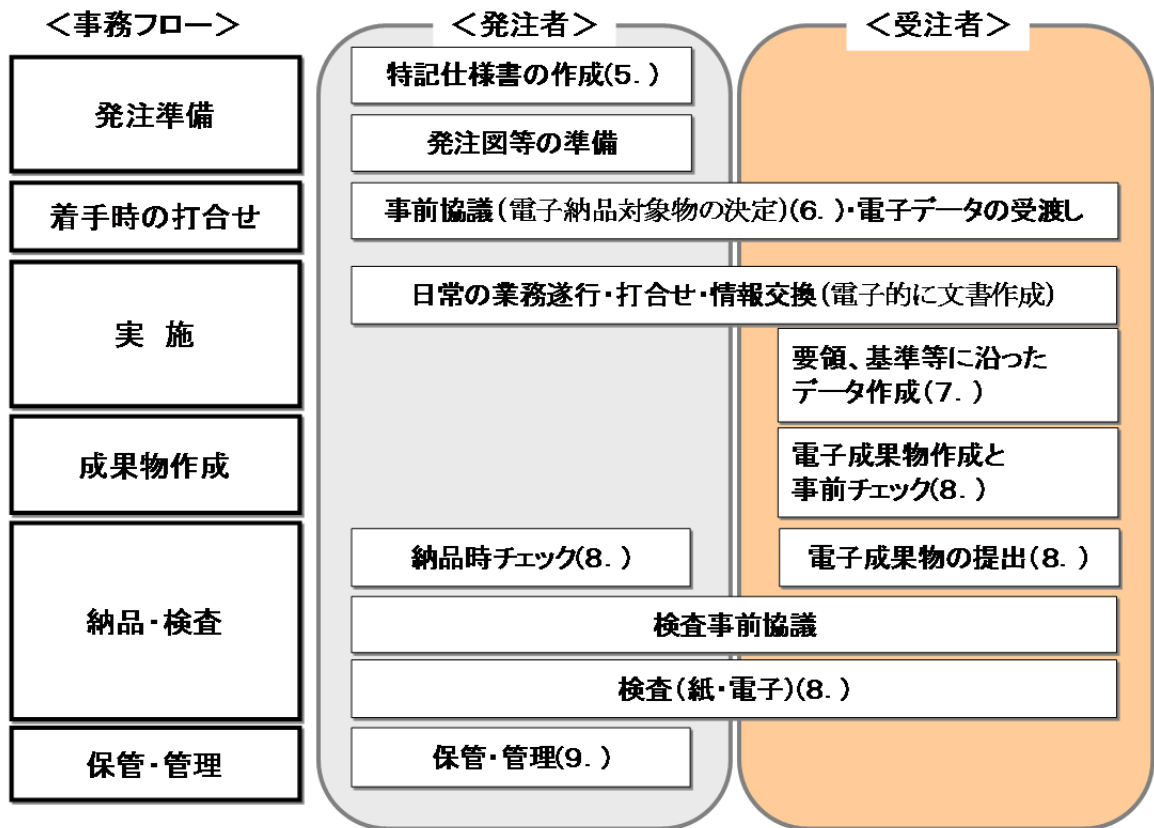 ＜事務フロー＞
＜発注者＞
＜受注者＞
発注準備
特記仕様書の作成(5．)
発注図等の準備
着手時の打合せ
事前協議(電子納品対象物の決定)(6．)・電子データの受渡し
実 施
日常の業務遂行・打合せ・情報交換(電子的に文書作成)
要領、基準等に沿った
データ作成(7．)
成果物作成
電子成果物作成と
事前チェック(8．)
納品・検査
納品時チェック(8．)
電子成果物の提出(8．)
検査事前協議
検査(紙・電子)(8．)
保管・管理
保管・管理(9．)